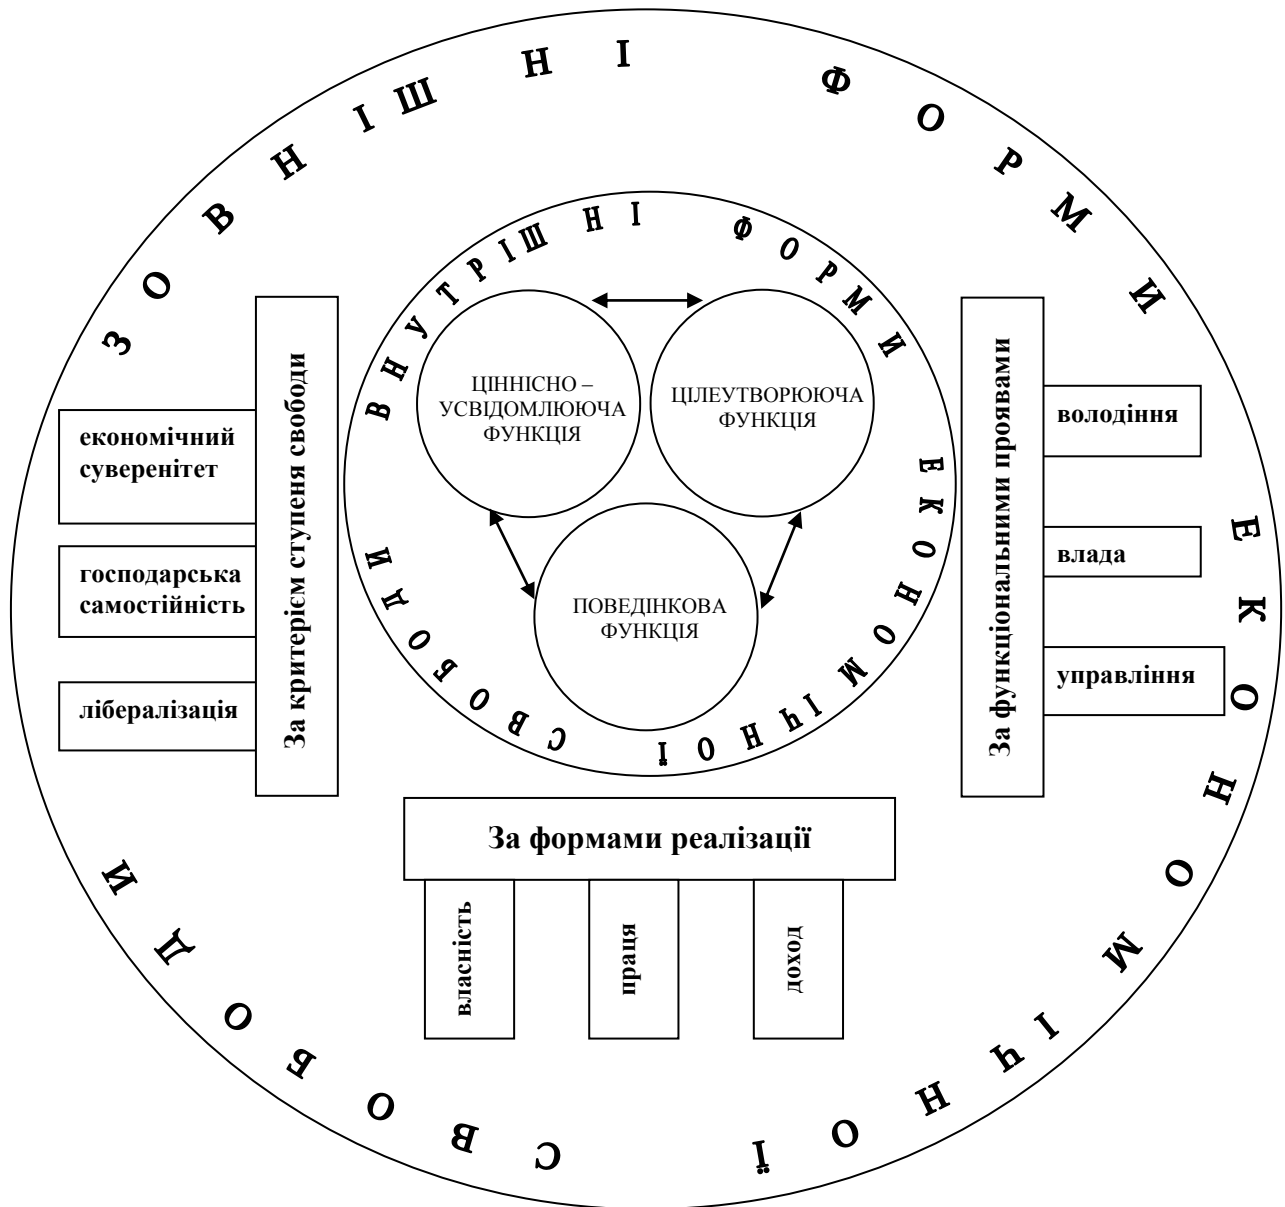 ЗОВНІШНІ ФОРМИ ЕКОНОМІЧНОЇ СВОБОДИ
ВНУТРІШНІ ФОРМИ ЕКОНОМІЧНОЇ СВОБОДИ
ЦІННІСНО –
УСВІДОМЛЮЮЧА
ФУНКЦІЯ
ЦІЛЕУТВОРЮЮЧА
ФУНКЦІЯ
ПОВЕДІНКОВА
ФУНКЦІЯ
За критерієм ступеня свободи
економічний
суверенітет
господарська
самостійність
лібералізація
За функціональними проявами
володіння
влада
управління
За формами реалізації
власність
праця
доход